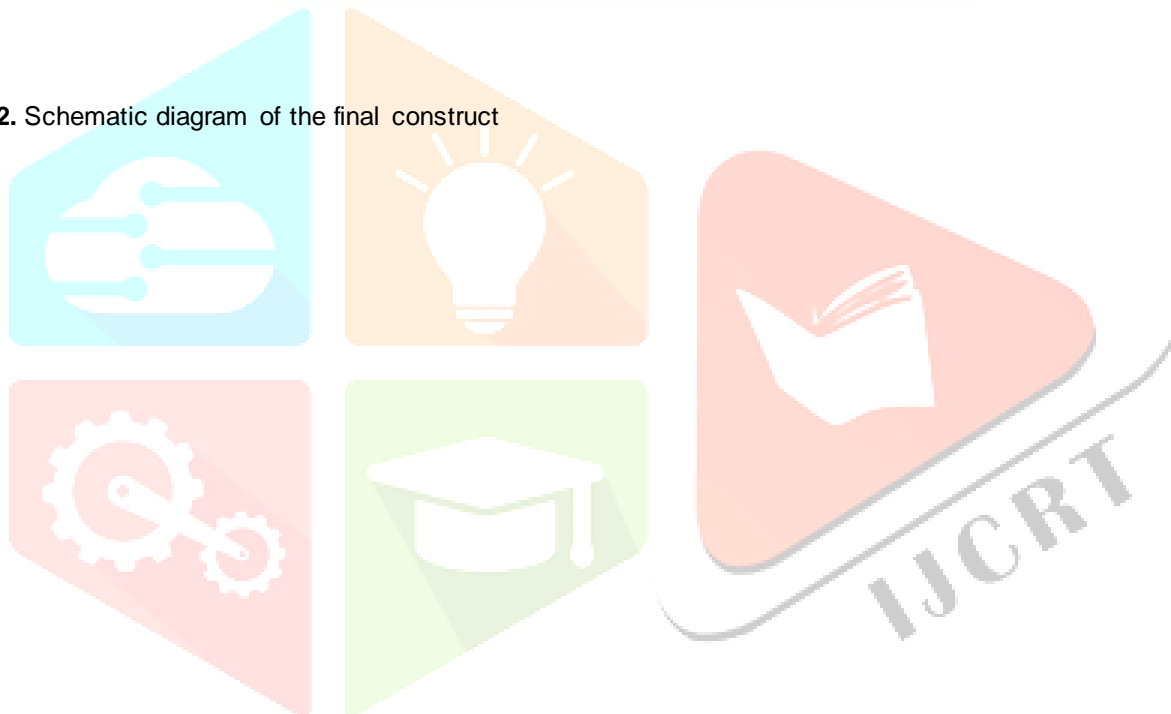 2. Schematic diagram of the final construct
IJCRT